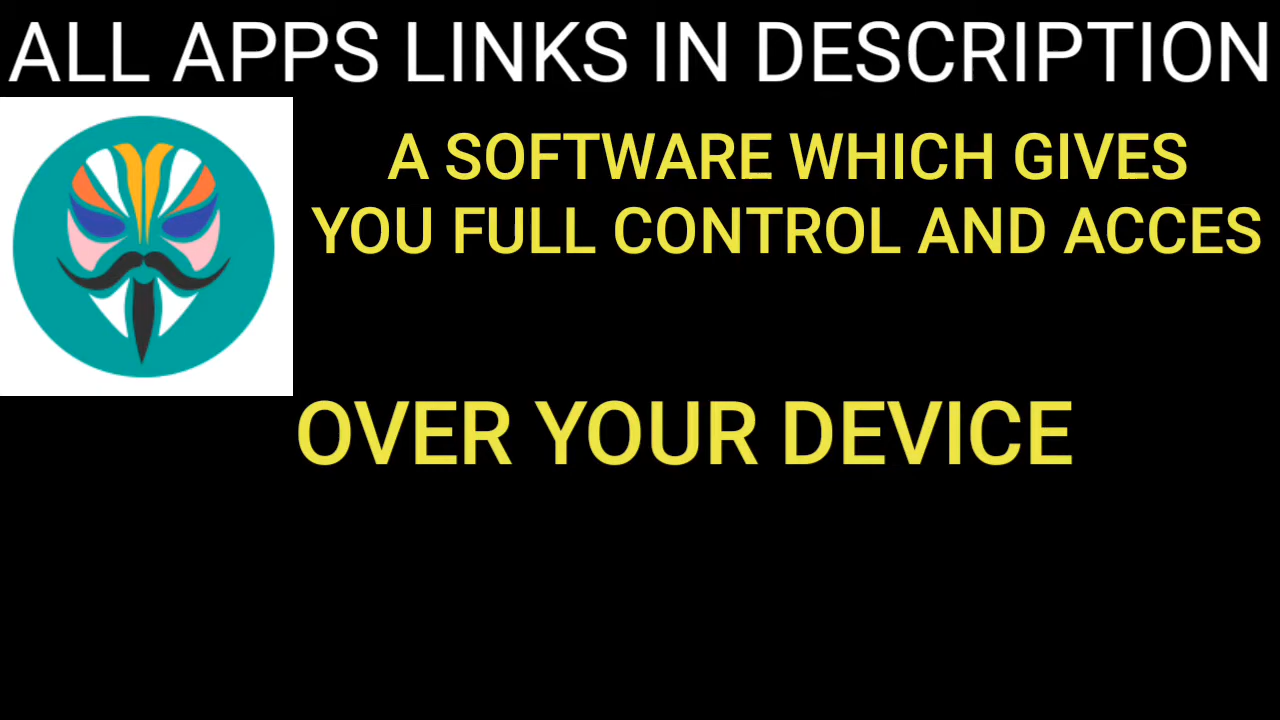 ALL APPS LINKS IN DESCRIPTION
A SOFTWARE WHICH GIVES
YOU FULL CONTROL AND ACCES
OVER YOUR DEVICE